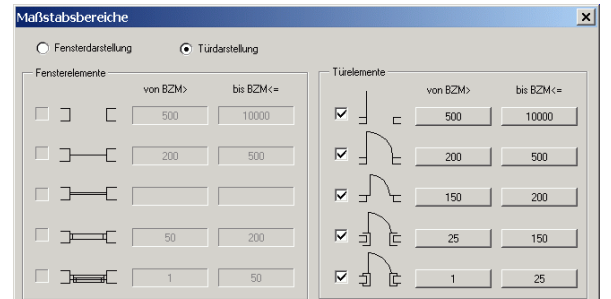 Maßstabsbereiche
Fensterdarstellung Türdarstellung
Fensterelemente
von BZM> bis BZM<=
500 10000
200 500
50 200
1 50
Türelemente
von BZM> bis BZM<=
500 10000
200 500
150 200
25 150
1 25